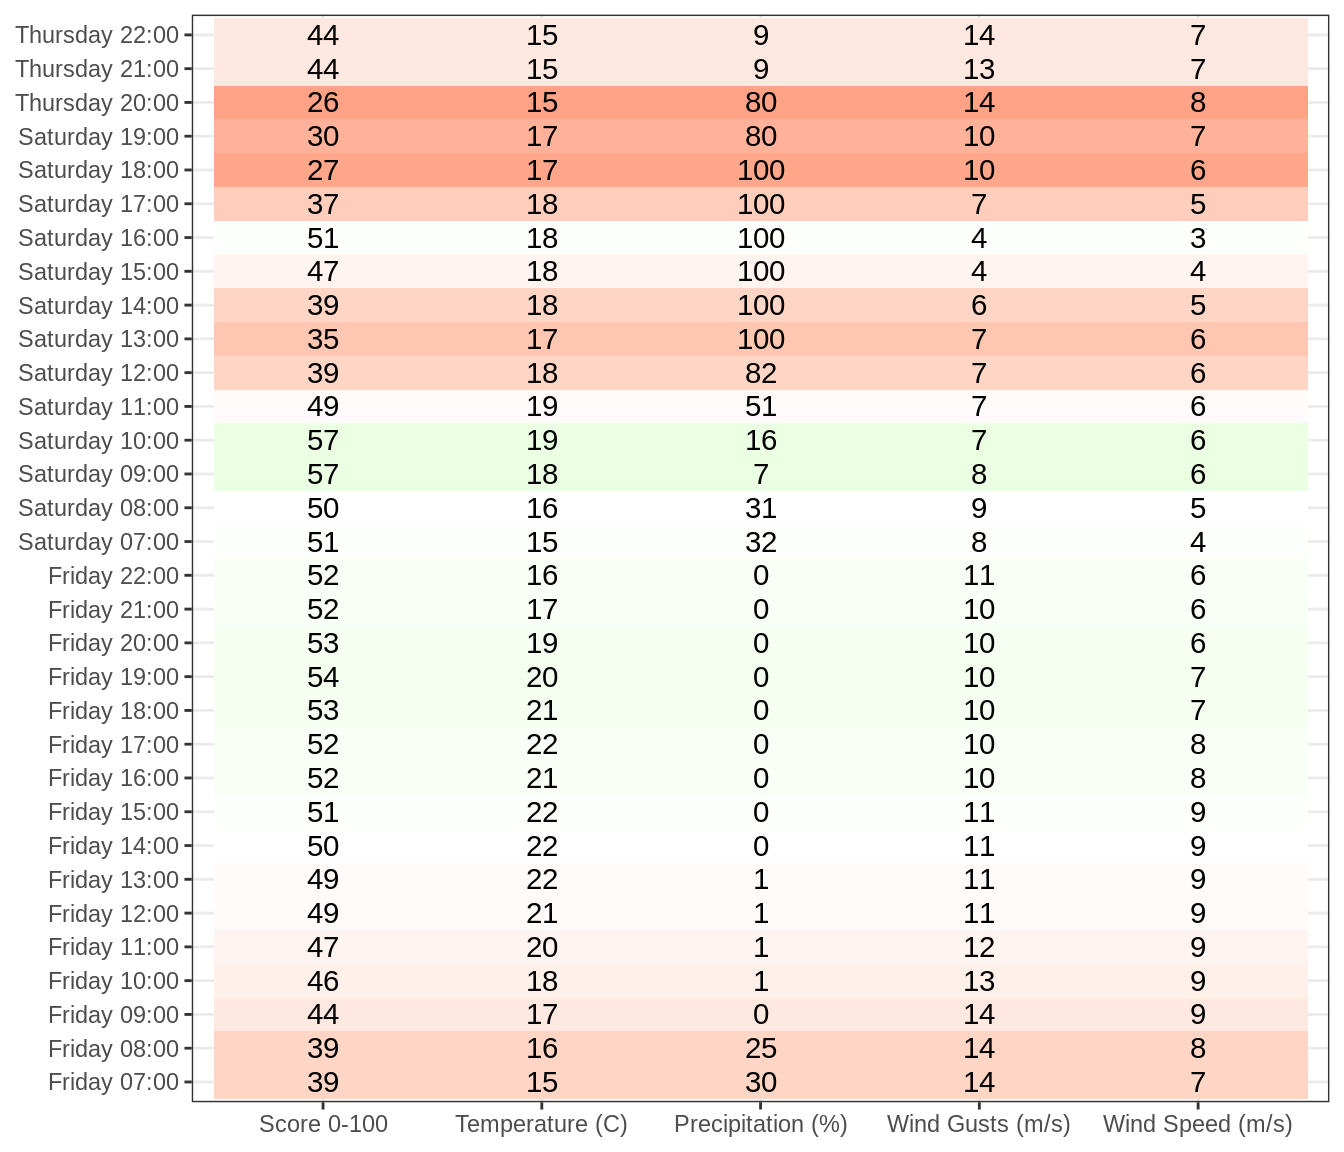 Thursday 22:00 44 15 9 14 7
Thursday 21:00 44 15 9 13 7
Thursday 20:00 26 15 80 14 8
Saturday 19:00 30 17 80 10 7
Saturday 18:00 27 17 100 10 6
Saturday 17:00 37 18 100 7 5
Saturday 16:00 51 18 100 4 3
Saturday 15:00 47 18 100 4 4
Saturday 14:00 39 18 100 6 5
Saturday 13:00 35 17 100 7 6
Saturday 12:00 39 18 82 7 6
Saturday 11:00 49 19 51 7 6
Saturday 10:00 57 19 16 7 6
Saturday 09:00 57 18 7 8 6
Saturday 08:00 50 16 31 9 5
Saturday 07:00 51 15 32 8 4
Friday 22:00 52 16 0 11 6
Friday 21:00 52 17 0 10 6
Friday 20:00 53 19 0 10 6
Friday 19:00 54 20 0 10 7
Friday 18:00 53 21 0 10 7
Friday 17:00 52 22 0 10 8
Friday 16:00 52 21 0 10 8
Friday 15:00 51 22 0 11 9
Friday 14:00 50 22 0 11 9
Friday 13:00 49 22 1 11 9
Friday 12:00 49 21 1 11 9
Friday 11:00 47 20 1 12 9
Friday 10:00 46 18 1 13 9
Friday 09:00 44 17 0 14 9
Friday 08:00 39 16 25 14 8
Friday 07:00 39 15 30 14 7
Score 0-100 Temperature (C) Precipitation (%) Wind Gusts (m/s) Wind Speed (m/s)